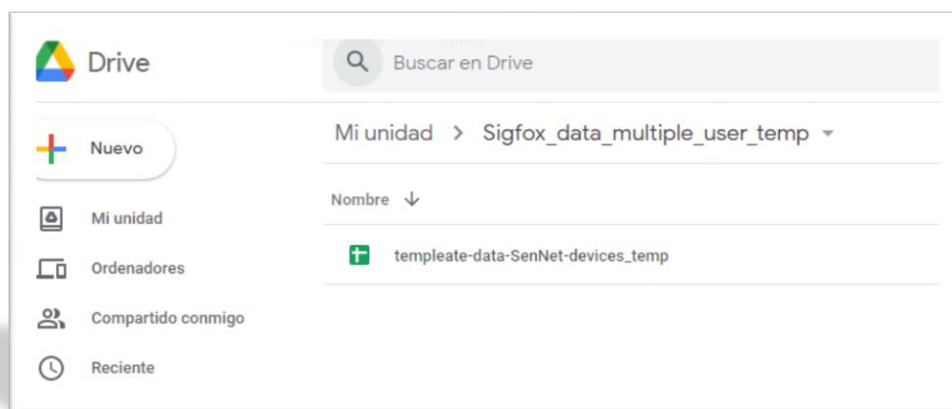 Drive
Buscar en Drive
Nuevo
Mi unidad > Sigfox_data_multiple_user_temp
Nombre
Mi unidad
templeate-data-SenNet-devices_temp
Ordenadores
Compartido conmigo
Reciente